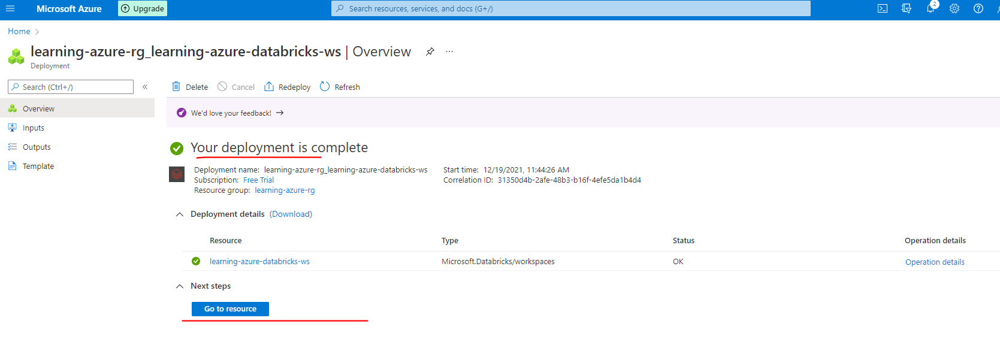 Microsoft Azure
Upgrade
Search resources, services, and docs (G+/)
2
Home
learning-azure-rg_learning-azure-databricks-ws | Overview
Deployment
Search (Ctrl+/)
Delete
Cancel
Redeploy
Refresh
Overview
Inputs
Outputs
Template
We'd love your feedback!
Your deployment is complete
Deployment name: learning-azure-rg_learning-azure-databricks-ws
Subscription: Free Trial
Resource group: learning-azure-rg
Start time: 12/19/2021, 11:44:26 AM
Correlation ID: 31350d4b-2afe-48b3-b16f-4efe5da1b4d4
Deployment details (Download)
Resource Type Status Operation details
learning-azure-databricks-ws Microsoft.Databricks/workspaces OK Operation details
Next steps
Go to resource